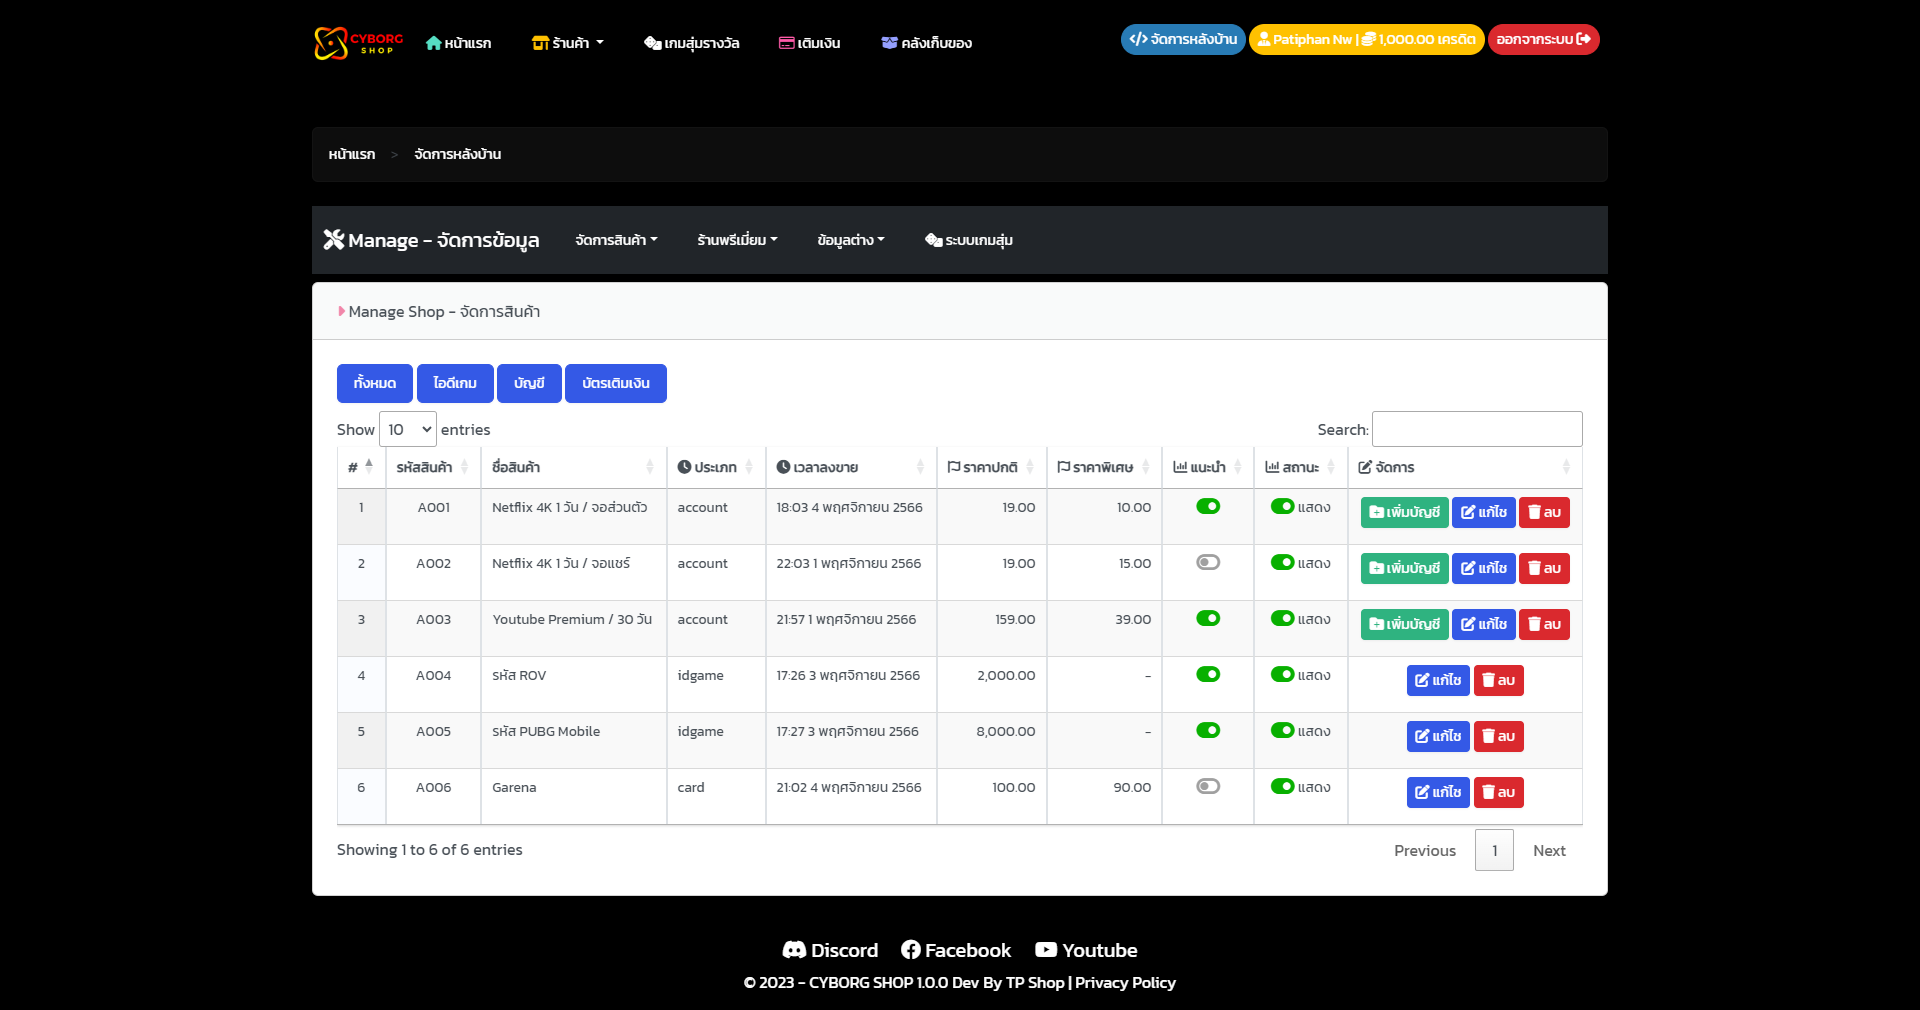 CYBORG SHOP หน้าแรก ร้านค้า เกมสุ่มรางวัล เติมเงิน คลังเก็บของ จัดการหลังบ้าน Patiphan Nw | 1,000.00 เครดิต ออกจากระบบ
หน้าแรก > จัดการหลังบ้าน
Manage - จัดการข้อมูล จัดการสินค้า ร้านพรีเมี่ยม ข้อมูลต่าง ระบบเกมสุ่ม
Manage Shop - จัดการสินค้า
ทั้งหมด ไอดีเกม บัญชี บัตรเติมเงิน
Show 10 entries Search:
# รหัสสินค้า ชื่อสินค้า ประเภท เวลาลงขาย ราคาปกติ ราคาพิเศษ แนะนำ สถานะ จัดการ
1 A001 Netflix 4K 1 วัน / จอส่วนตัว account 18:03 4 พฤศจิกายน 2566 19.00 10.00 แสดง เพิ่มบัญชี แก้ไข ลบ
2 A002 Netflix 4K 1 วัน / จอแชร์ account 22:03 1 พฤศจิกายน 2566 19.00 15.00 แสดง เพิ่มบัญชี แก้ไข ลบ
3 A003 Youtube Premium / 30 วัน account 21:57 1 พฤศจิกายน 2566 159.00 39.00 แสดง เพิ่มบัญชี แก้ไข ลบ
4 A004 รหัส ROV idgame 17:26 3 พฤศจิกายน 2566 2,000.00 - แสดง แก้ไข ลบ
5 A005 รหัส PUBG Mobile idgame 17:27 3 พฤศจิกายน 2566 8,000.00 - แสดง แก้ไข ลบ
6 A006 Garena card 21:02 4 พฤศจิกายน 2566 100.00 90.00 แสดง แก้ไข ลบ
Showing 1 to 6 of 6 entries Previous 1 Next
Discord Facebook Youtube
© 2023 - CYBORG SHOP 1.0.0 Dev By TP Shop | Privacy Policy